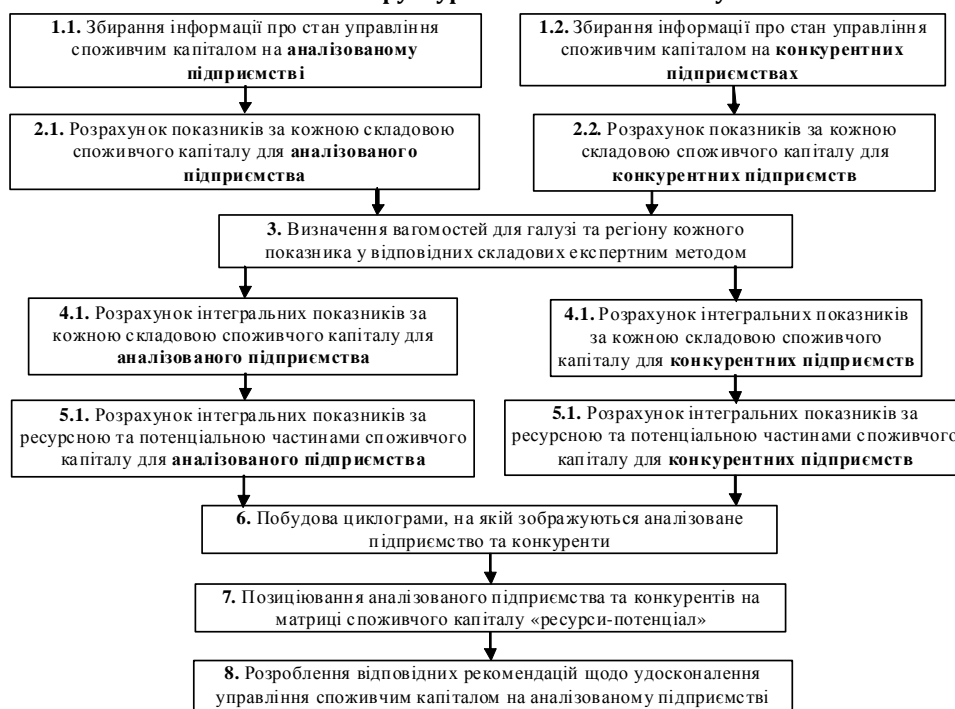 1.1. Збирання інформації про стан управління
споживчим капіталом на аналізованому
підприємстві
1.2. Збирання інформації про стан управління
споживчим капіталом на конкурентних
підприємствах
2.1. Розрахунок показників за кожною складовою
споживчого капіталу для аналізованого
підприємства
2.2. Розрахунок показників за кожною
складовою споживчого капіталу для
конкурентних підприємств
3. Визначення вагомостей для галузі та регіону кожного
показника у відповідних складових експертним методом
4.1. Розрахунок інтегральних показників за
кожною складовою споживчого капіталу для
аналізованого підприємства
4.1. Розрахунок інтегральних показників
за кожною складовою споживчого
капіталу для конкурентних підприємств
5.1. Розрахунок інтегральних показників за
ресурсною та потенціальною частинами споживчого
капіталу для аналізованого підприємства
5.1. Розрахунок інтегральних показників за
ресурсною та потенціальною частинами споживчого
капіталу для конкурентних підприємств
6. Побудова циклограми, на якій зображуються аналізоване
підприємство та конкуренти
7. Позиціювання аналізованого підприємства та конкурентів на
матриці споживчого капіталу «ресурси-потенціал»
8. Розроблення відповідних рекомендацій щодо удосконалення
управління споживчим капіталом на аналізованому підприємстві